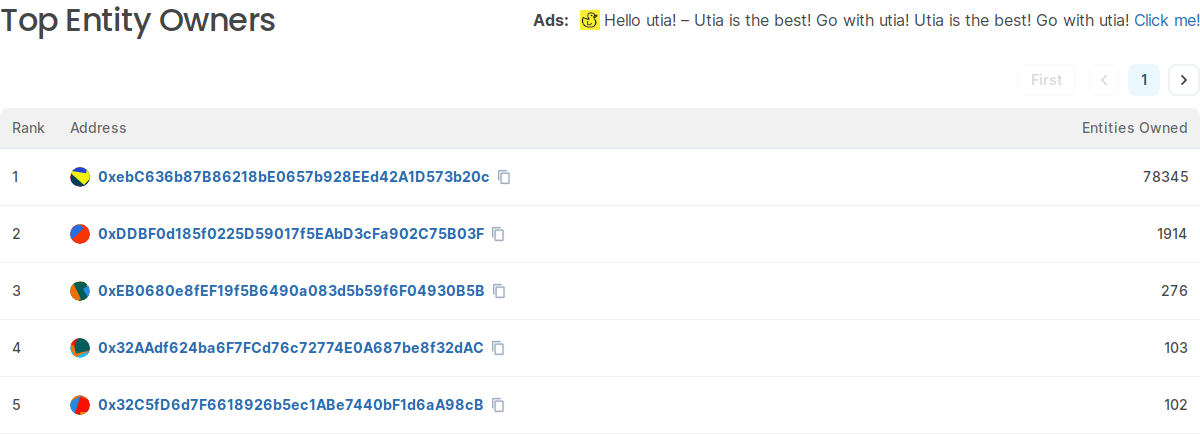 Top Entity Owners
Ads: Hello utia! – Utia is the best! Go with utia! Utia is the best! Go with utia! Click me!
First 1
Rank Address Entities Owned
1 0xebC636b87B86218bE0657b928EEd42A1D573b20c 78345
2 0xDDBF0d185f0225D59017f5EAbD3cFa902C75B03F 1914
3 0xEB0680e8fEF19f5B6490a083d5b59f6F04930B5B 276
4 0x32AAdf624ba6F7FCd76c72774E0A687be8f32dAC 103
5 0x32C5fD6d7F6618926b5ec1ABe7440bF1d6aA98cB 102